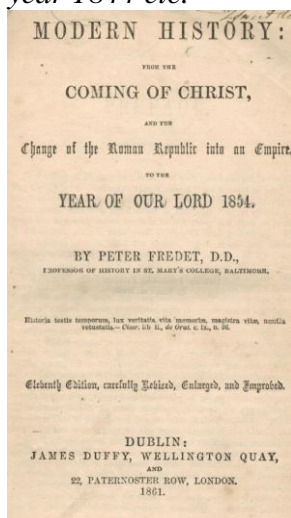 year 1844 etc.
MODERN HISTORY:
FROM THE
COMING OF CHRIST,
AND THE
Change of the Roman Republic into an Empire,
TO THE
YEAR OF OUR LORD 1854.
BY PETER FREDET, D.D.,
PROFESSOR OF HISTORY IN ST. MARY'S COLLEGE, BALTIMORE.
Historia testis temporum, lux veritatis, vita memoriæ, magistra vitæ, nuntia
vetustatis.—Cicer. lib ii., de Orat. c. ix., n. 36.
Eleventh Edition, carefully Revised, Enlarged, and Improved.
DUBLIN:
JAMES DUFFY, WELLINGTON QUAY,
AND
22, PATERNOSTER ROW, LONDON.
1861.